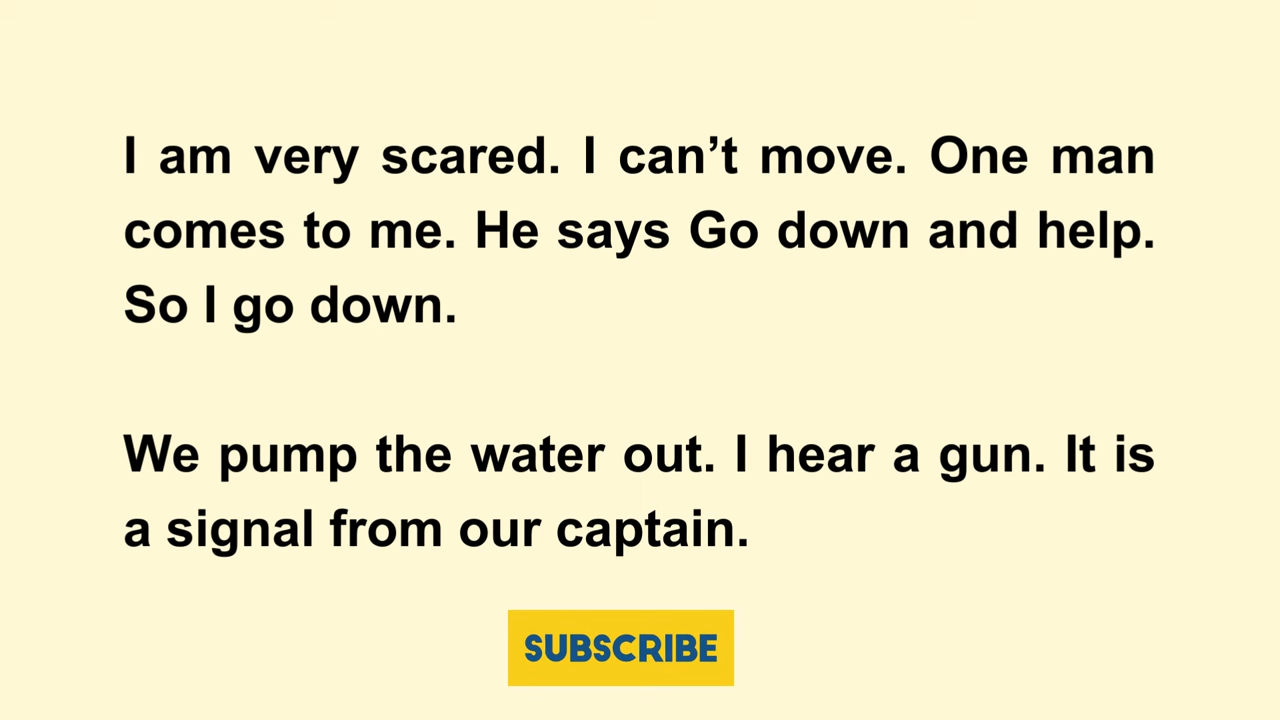 I am very scared. I can’t move. One man
comes to me. He says Go down and help.
So I go down.
We pump the water out. I hear a gun. It is
a signal from our captain.
SUBSCRIBE